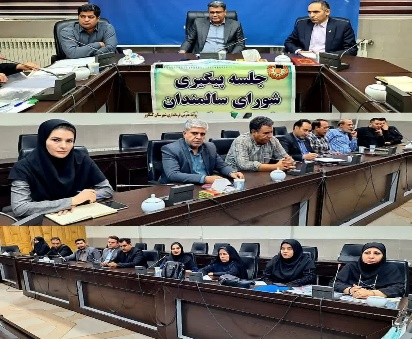 جلسه پیگیری
شورای سالمندان